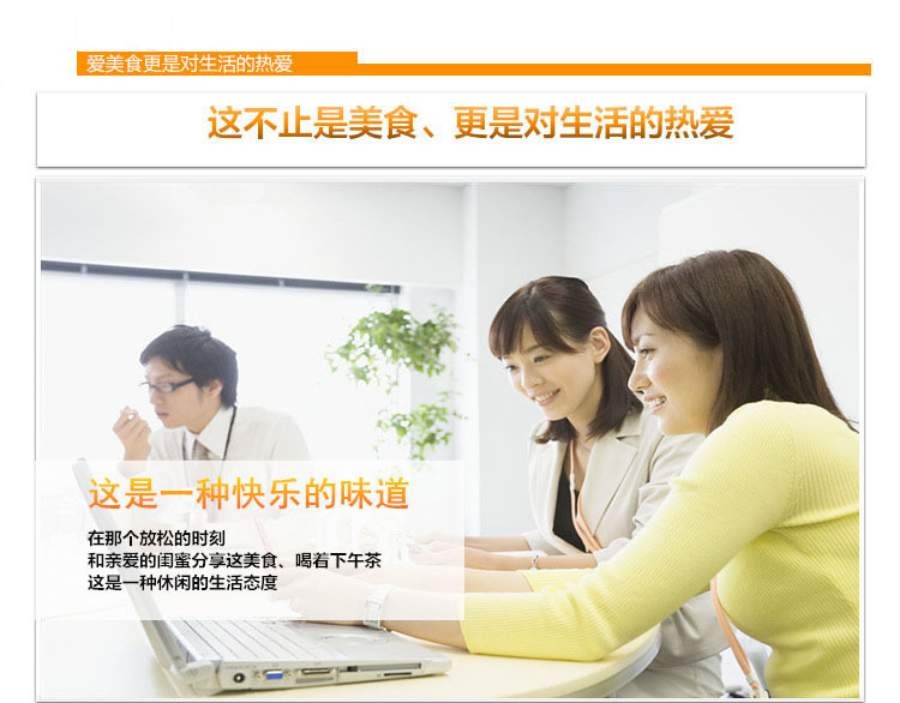 爱美食更是对生活的热爱
这不止是美食、更是对生活的热爱
这是一种快乐的味道
在那个放松的时刻
和亲爱的闺蜜分享这美食、喝着下午茶
这是一种休闲的生活态度